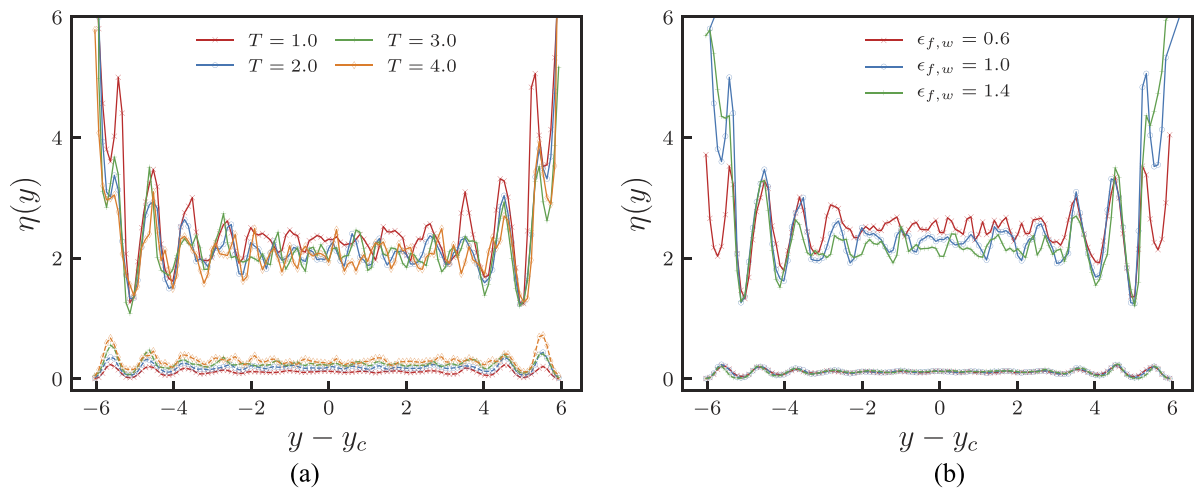 6
4
2
0
η(y)
T = 1.0
T = 2.0
T = 3.0
T = 4.0
−6 −4 −2 0 2 4 6
y − y_c
(a)
6
4
2
0
η(y)
ϵ_{f,w} = 0.6
ϵ_{f,w} = 1.0
ϵ_{f,w} = 1.4
−6 −4 −2 0 2 4 6
y − y_c
(b)